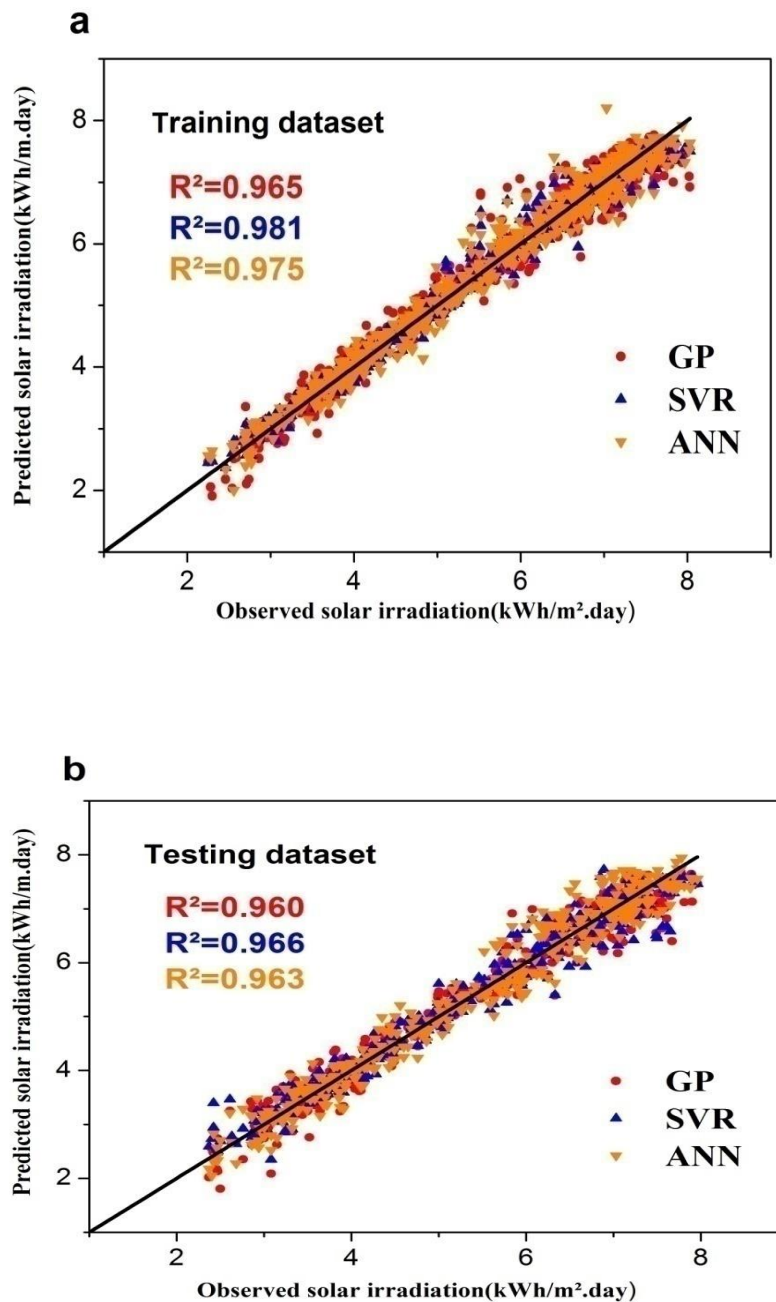 a
Training dataset
R²=0.965
R²=0.981
R²=0.975
GP
SVR
ANN
8
6
4
2
2
4
6
8
Predicted solar irradiation(kWh/m.day)
Observed solar irradiation(kWh/m².day)
b
Testing dataset
R²=0.960
R²=0.966
R²=0.963
GP
SVR
ANN
8
6
4
2
2
4
6
8
Predicted solar irradiation(kWh/m.day)
Observed solar irradiation(kWh/m².day)